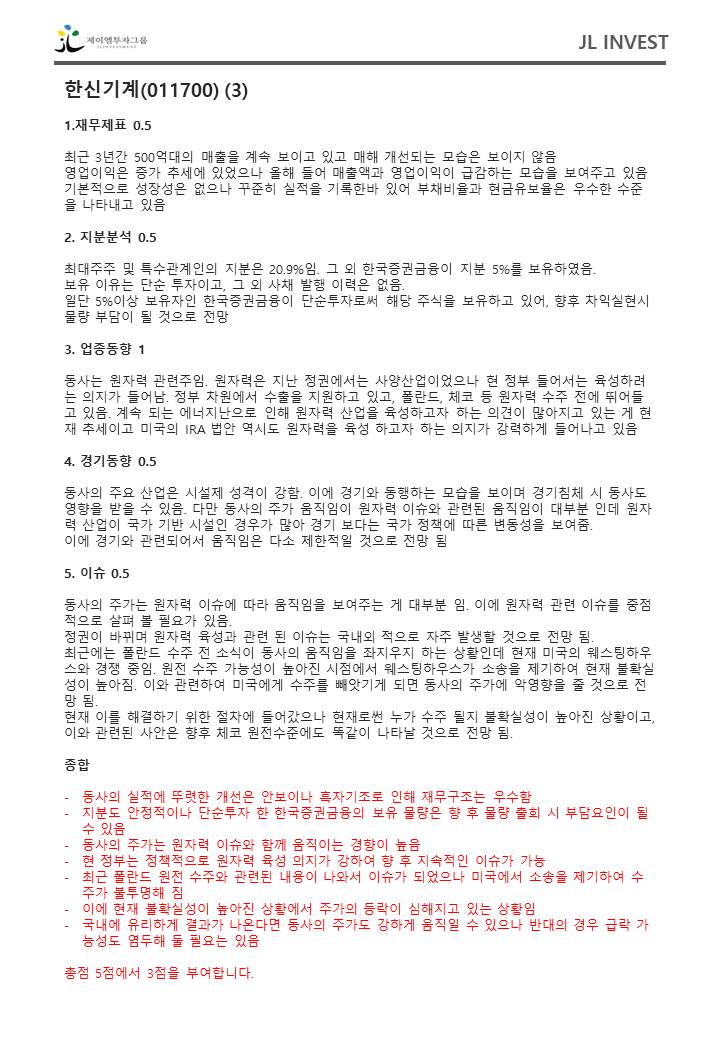 제이엘투자그룹
JLINVESTMENT
JL INVEST
한신기계(011700) (3)
1.재무제표 0.5
최근 3년간 500억대의 매출을 계속 보이고 있고 매해 개선되는 모습은 보이지 않음
영업이익은 증가 추세에 있었으나 올해 들어 매출액과 영업이익이 급감하는 모습을 보여주고 있음
기본적으로 성장성은 없으나 꾸준히 실적을 기록한바 있어 부채비율과 현금유보율은 우수한 수준
을 나타내고 있음
2. 지분분석 0.5
최대주주 및 특수관계인의 지분은 20.9%임. 그 외 한국증권금융이 지분 5%를 보유하였음.
보유 이유는 단순 투자이고, 그 외 사채 발행 이력은 없음.
일단 5%이상 보유자인 한국증권금융이 단순투자로써 해당 주식을 보유하고 있어, 향후 차익실현시
물량 부담이 될 것으로 전망
3. 업종동향 1
동사는 원자력 관련주임. 원자력은 지난 정권에서는 사양산업이었으나 현 정부 들어서는 육성하려
는 의지가 들어남. 정부 차원에서 수출을 지원하고 있고, 폴란드, 체코 등 원자력 수주 전에 뛰어들
고 있음. 계속 되는 에너지난으로 인해 원자력 산업을 육성하고자 하는 의견이 많아지고 있는 게 현
재 추세이고 미국의 IRA 법안 역시도 원자력을 육성 하고자 하는 의지가 강력하게 들어나고 있음
4. 경기동향 0.5
동사의 주요 산업은 시설제 성격이 강함. 이에 경기와 동행하는 모습을 보이며 경기침체 시 동사도
영향을 받을 수 있음. 다만 동사의 주가 움직임이 원자력 이슈와 관련된 움직임이 대부분 인데 원자
력 산업이 국가 기반 시설인 경우가 많아 경기 보다는 국가 정책에 따른 변동성을 보여줌.
이에 경기와 관련되어서 움직임은 다소 제한적일 것으로 전망 됨
5. 이슈 0.5
동사의 주가는 원자력 이슈에 따라 움직임을 보여주는 게 대부분 임. 이에 원자력 관련 이슈를 중점
적으로 살펴 볼 필요가 있음.
정권이 바뀌며 원자력 육성과 관련 된 이슈는 국내외 적으로 자주 발생할 것으로 전망 됨.
최근에는 폴란드 수주 전 소식이 동사의 움직임을 좌지우지 하는 상황인데 현재 미국의 웨스팅하우
스와 경쟁 중임. 원전 수주 가능성이 높아진 시점에서 웨스팅하우스가 소송을 제기하여 현재 불확실
성이 높아짐. 이와 관련하여 미국에게 수주를 빼앗기게 되면 동사의 주가에 악영향을 줄 것으로 전
망 됨.
현재 이를 해결하기 위한 절차에 들어갔으나 현재로썬 누가 수주 될지 불확실성이 높아진 상황이고,
이와 관련된 사안은 향후 체코 원전수준에도 똑같이 나타날 것으로 전망 됨.
종합
- 동사의 실적에 뚜렷한 개선은 안보이나 흑자기조로 인해 재무구조는 우수함
- 지분도 안정적이나 단순투자 한 한국증권금융의 보유 물량은 향 후 물량 출회 시 부담요인이 될
수 있음
- 동사의 주가는 원자력 이슈와 함께 움직이는 경향이 높음
- 현 정부는 정책적으로 원자력 육성 의지가 강하여 향 후 지속적인 이슈가 가능
- 최근 폴란드 원전 수주와 관련된 내용이 나와서 이슈가 되었으나 미국에서 소송을 제기하여 수
주가 불투명해 짐
- 이에 현재 불확실성이 높아진 상황에서 주가의 등락이 심해지고 있는 상황임
- 국내에 유리하게 결과가 나온다면 동사의 주가도 강하게 움직일 수 있으나 반대의 경우 급락 가
능성도 염두해 둘 필요는 있음
총점 5점에서 3점을 부여합니다.